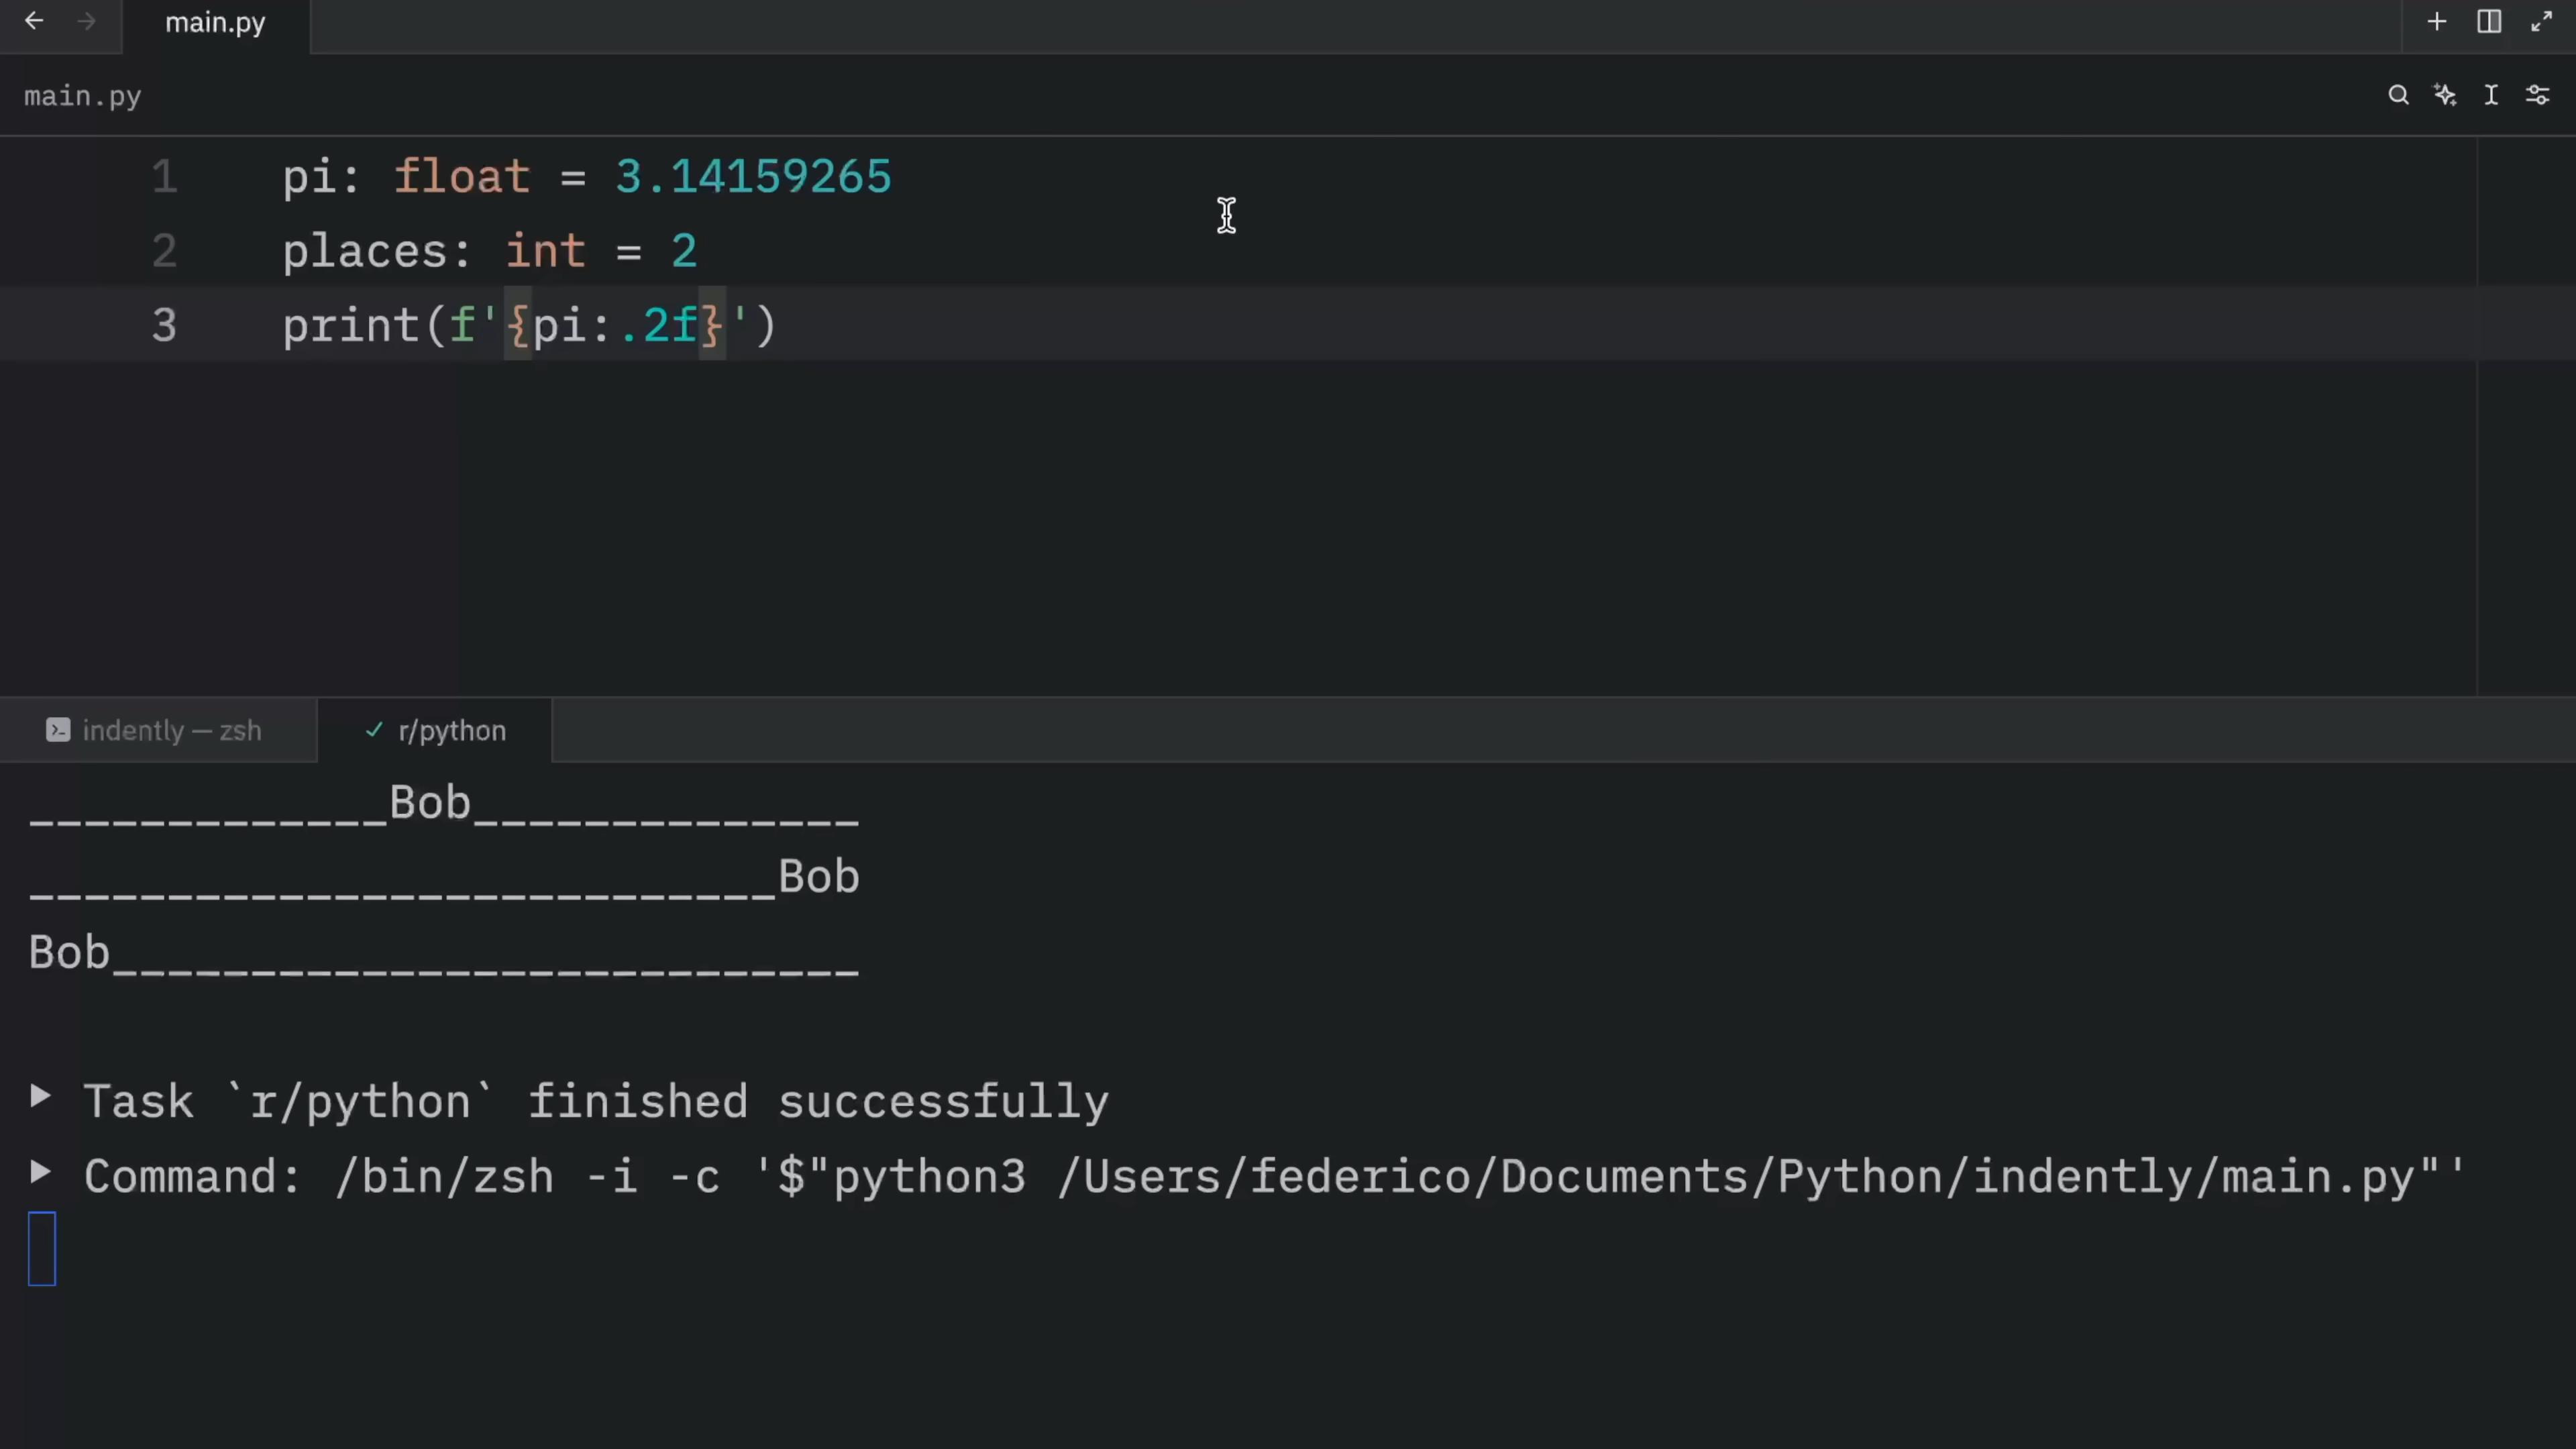 main.py
main.py
1 pi: float = 3.14159265
2 places: int = 2
3 print(f'{pi:.2f}')
indently — zsh
r/python
_____________Bob______________
___________________________Bob
Bob___________________________
Task `r/python` finished successfully
Command: /bin/zsh -i -c '$"python3 /Users/federico/Documents/Python/indently/main.py"'